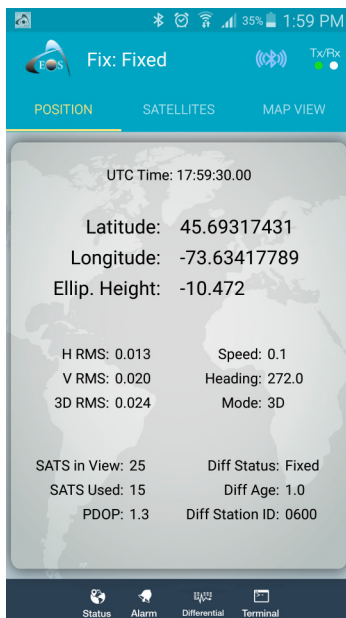 35% 1:59 PM
EOS Fix: Fixed Tx/Rx
POSITION SATELLITES MAP VIEW
UTC Time: 17:59:30.00
Latitude: 45.69317431
Longitude: -73.63417789
Ellip. Height: -10.472
H RMS: 0.013 Speed: 0.1
V RMS: 0.020 Heading: 272.0
3D RMS: 0.024 Mode: 3D
SATS in View: 25 Diff Status: Fixed
SATS Used: 15 Diff Age: 1.0
PDOP: 1.3 Diff Station ID: 0600
Status Alarm Differential Terminal